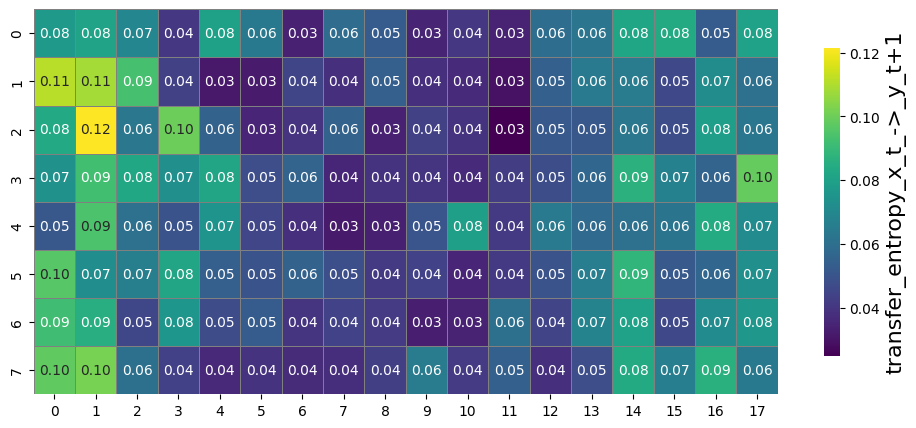 0 0.08 0.08 0.07 0.04 0.08 0.06 0.03 0.06 0.05 0.03 0.04 0.03 0.06 0.06 0.08 0.08 0.05 0.08
1 0.11 0.11 0.09 0.04 0.03 0.03 0.04 0.04 0.05 0.04 0.04 0.03 0.05 0.06 0.06 0.05 0.07 0.06
2 0.08 0.12 0.06 0.10 0.06 0.03 0.04 0.06 0.03 0.04 0.04 0.03 0.05 0.05 0.06 0.05 0.08 0.06
3 0.07 0.09 0.08 0.07 0.08 0.05 0.06 0.04 0.04 0.04 0.04 0.04 0.05 0.06 0.09 0.07 0.06 0.10
4 0.05 0.09 0.06 0.05 0.07 0.05 0.04 0.03 0.03 0.05 0.08 0.04 0.06 0.06 0.06 0.06 0.08 0.07
5 0.10 0.07 0.07 0.08 0.05 0.05 0.06 0.05 0.04 0.04 0.04 0.04 0.05 0.07 0.09 0.05 0.06 0.07
6 0.09 0.09 0.05 0.08 0.05 0.05 0.04 0.04 0.04 0.03 0.03 0.06 0.04 0.07 0.08 0.05 0.07 0.08
7 0.10 0.10 0.06 0.04 0.04 0.04 0.04 0.04 0.04 0.06 0.04 0.05 0.04 0.05 0.08 0.07 0.09 0.06
0 1 2 3 4 5 6 7 8 9 10 11 12 13 14 15 16 17
0.12
0.10
0.08
0.06
0.04
transfer_entropy_x_t_->_y_t+1